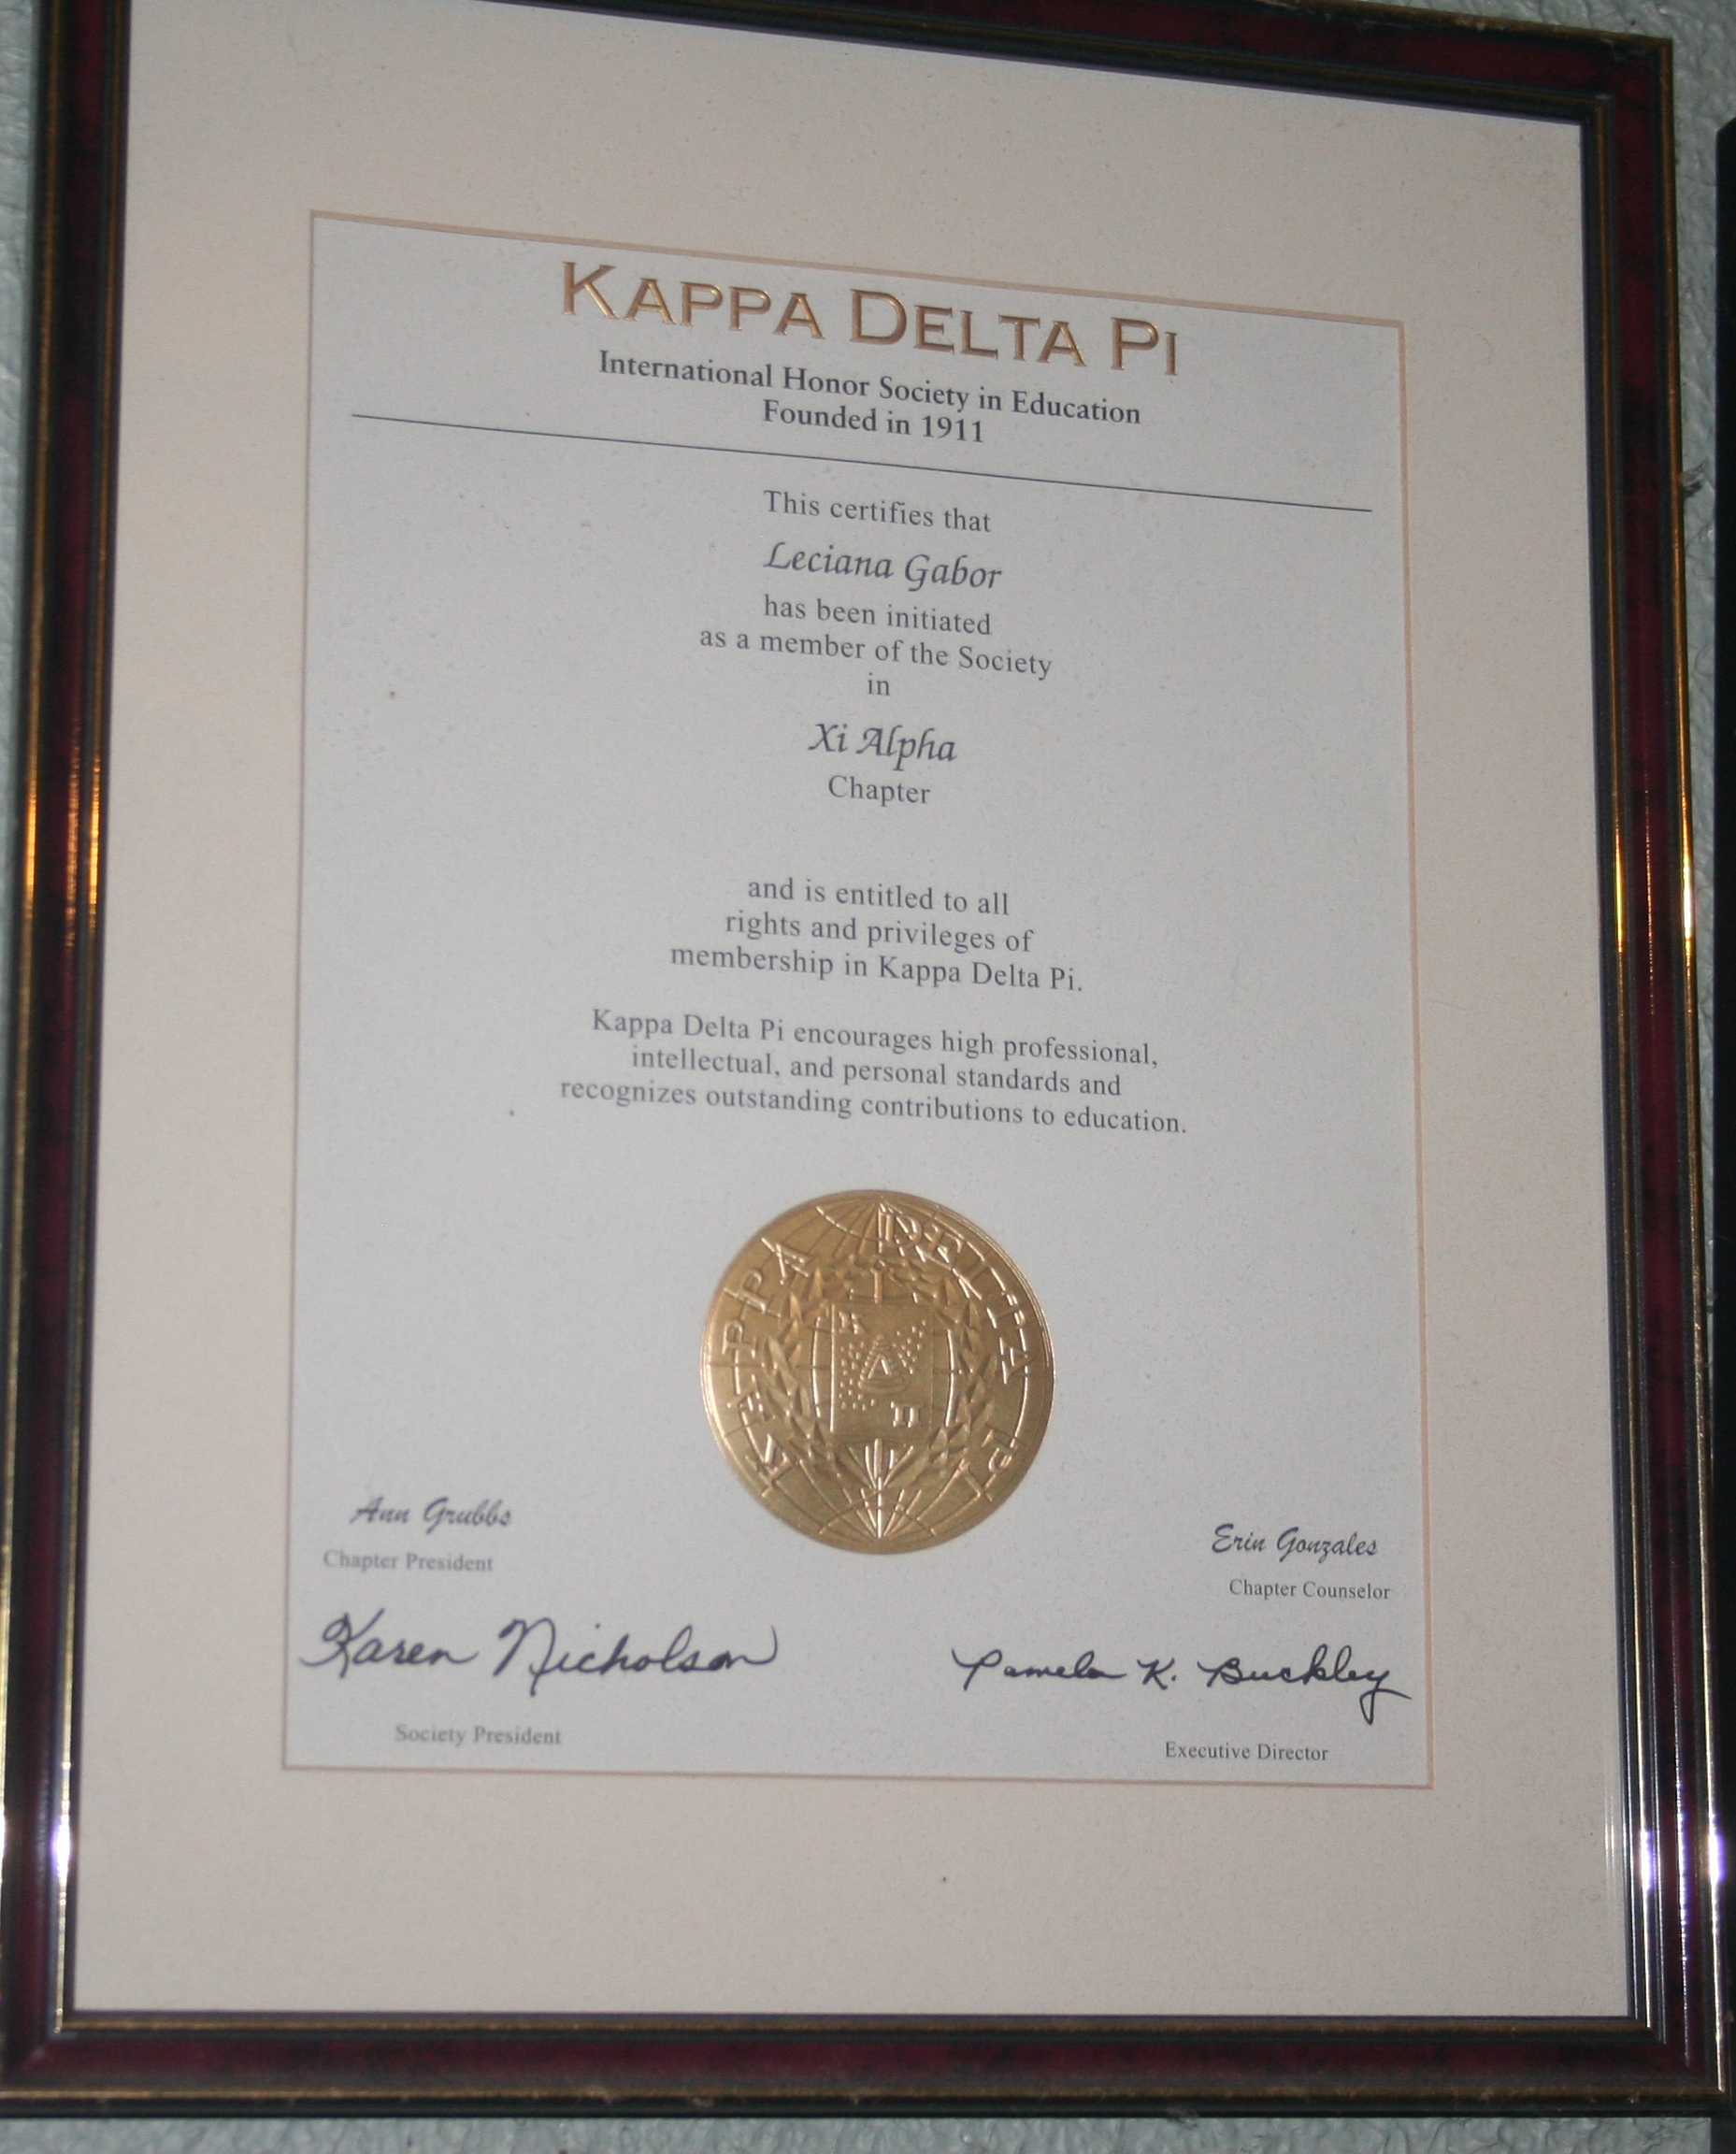 KAPPA DELTA PI
International Honor Society in Education
Founded in 1911
This certifies that
Leciana Gabor
has been initiated
as a member of the Society
in
Xi Alpha
Chapter
and is entitled to all
rights and privileges of
membership in Kappa Delta Pi.
Kappa Delta Pi encourages high professional,
intellectual, and personal standards and
recognizes outstanding contributions to education.
KAPPA DELTA PI
K
Δ
Π
Ann Grubbs
Chapter President
Erin Gonzales
Chapter Counselor
Karen Nicholson
Society President
Pamela K. Buckley
Executive Director